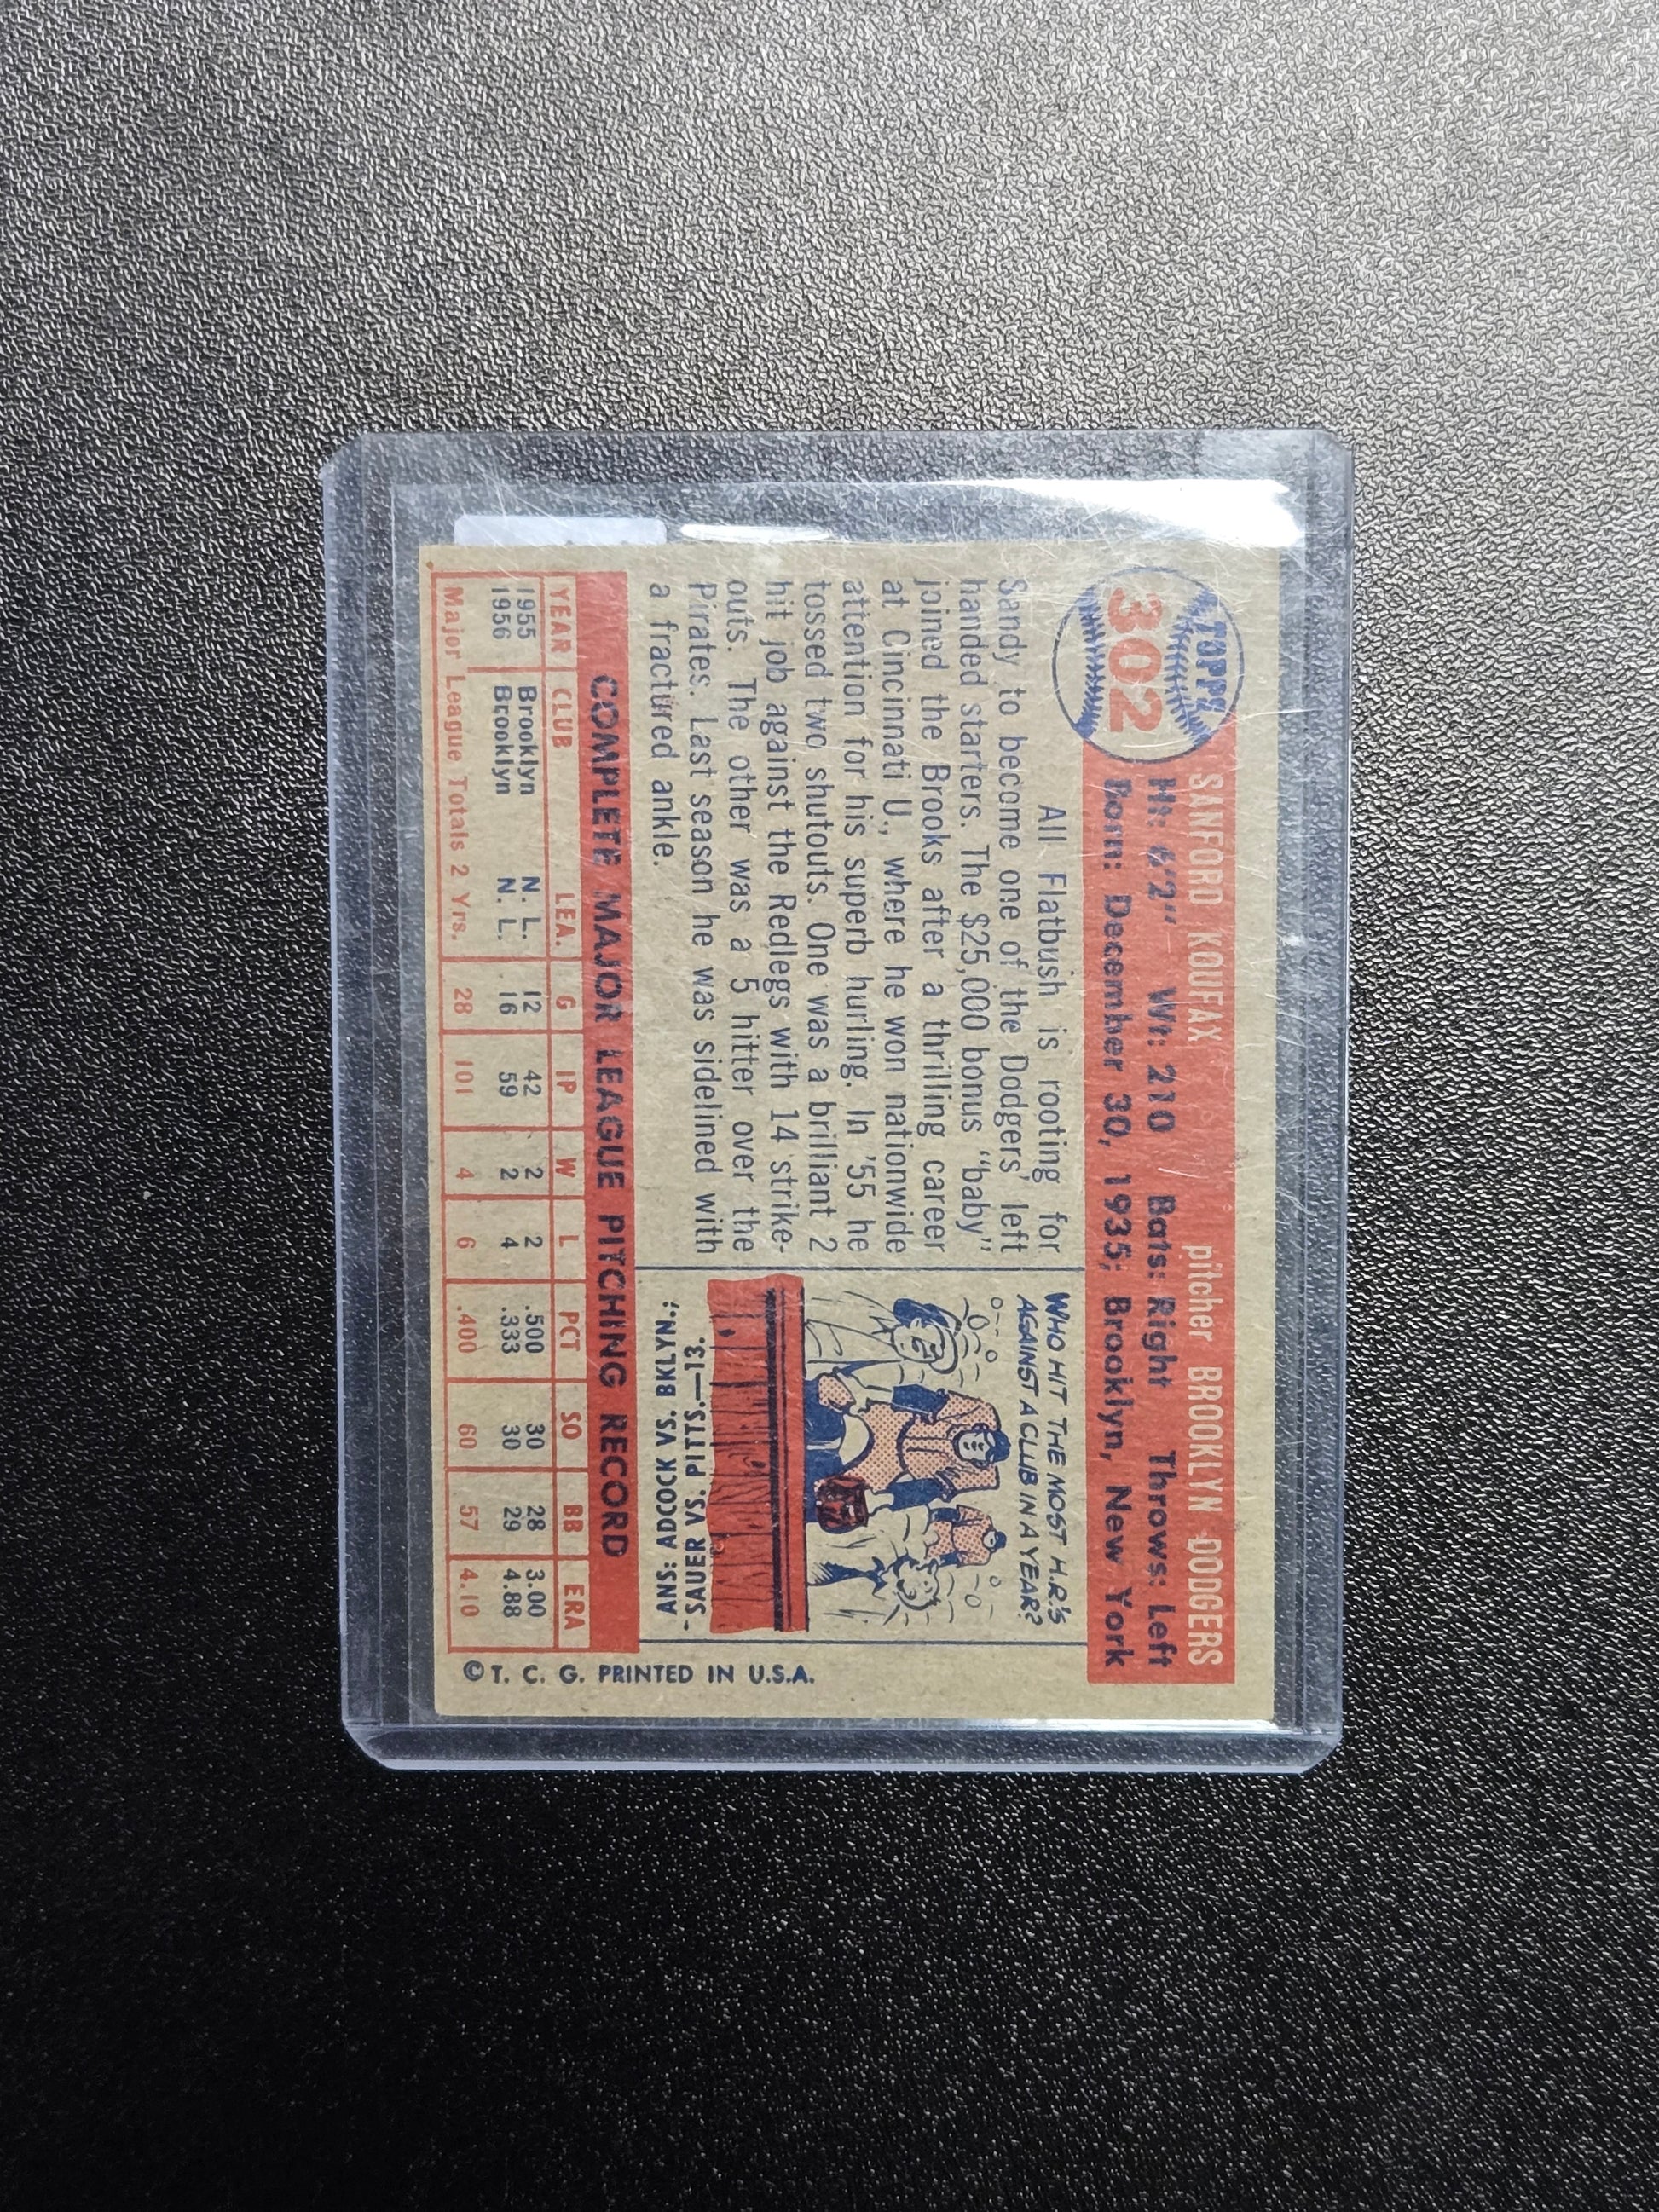 TOPPS
302
SANFORD KOUFAX pitcher BROOKLYN DODGERS
Ht: 6'2" Wt: 210 Bats: Right Throws: Left
Born: December 30, 1935; Brooklyn, New York
All Flatbush is rooting for
Sandy to become one of the Dodgers' left
handed starters. The $25,000 bonus "baby"
joined the Brooks after a thrilling career
at Cincinnati U., where he won nationwide
attention for his superb hurling. In '55 he
tossed two shutouts. One was a brilliant 2
hit job against the Redlegs with 14 strike-
outs. The other was a 5 hitter over the
Pirates. Last season he was sidelined with
a fractured ankle.
WHO HIT THE MOST H.R.'S
AGAINST A CLUB IN A YEAR?
ANS: ADCOCK VS. BKLYN.;
SAUER VS. PITTS.—13.
COMPLETE MAJOR LEAGUE PITCHING RECORD
YEAR CLUB LEA. G IP W L PCT SO BB ERA
1955 Brooklyn N. L. 12 42 2 2 .500 30 28 3.00
1956 Brooklyn N. L. 16 59 2 4 .333 30 29 4.88
Major League Totals 2 Yrs. 28 101 4 6 .400 60 57 4.10
© T. C. G. PRINTED IN U.S.A.